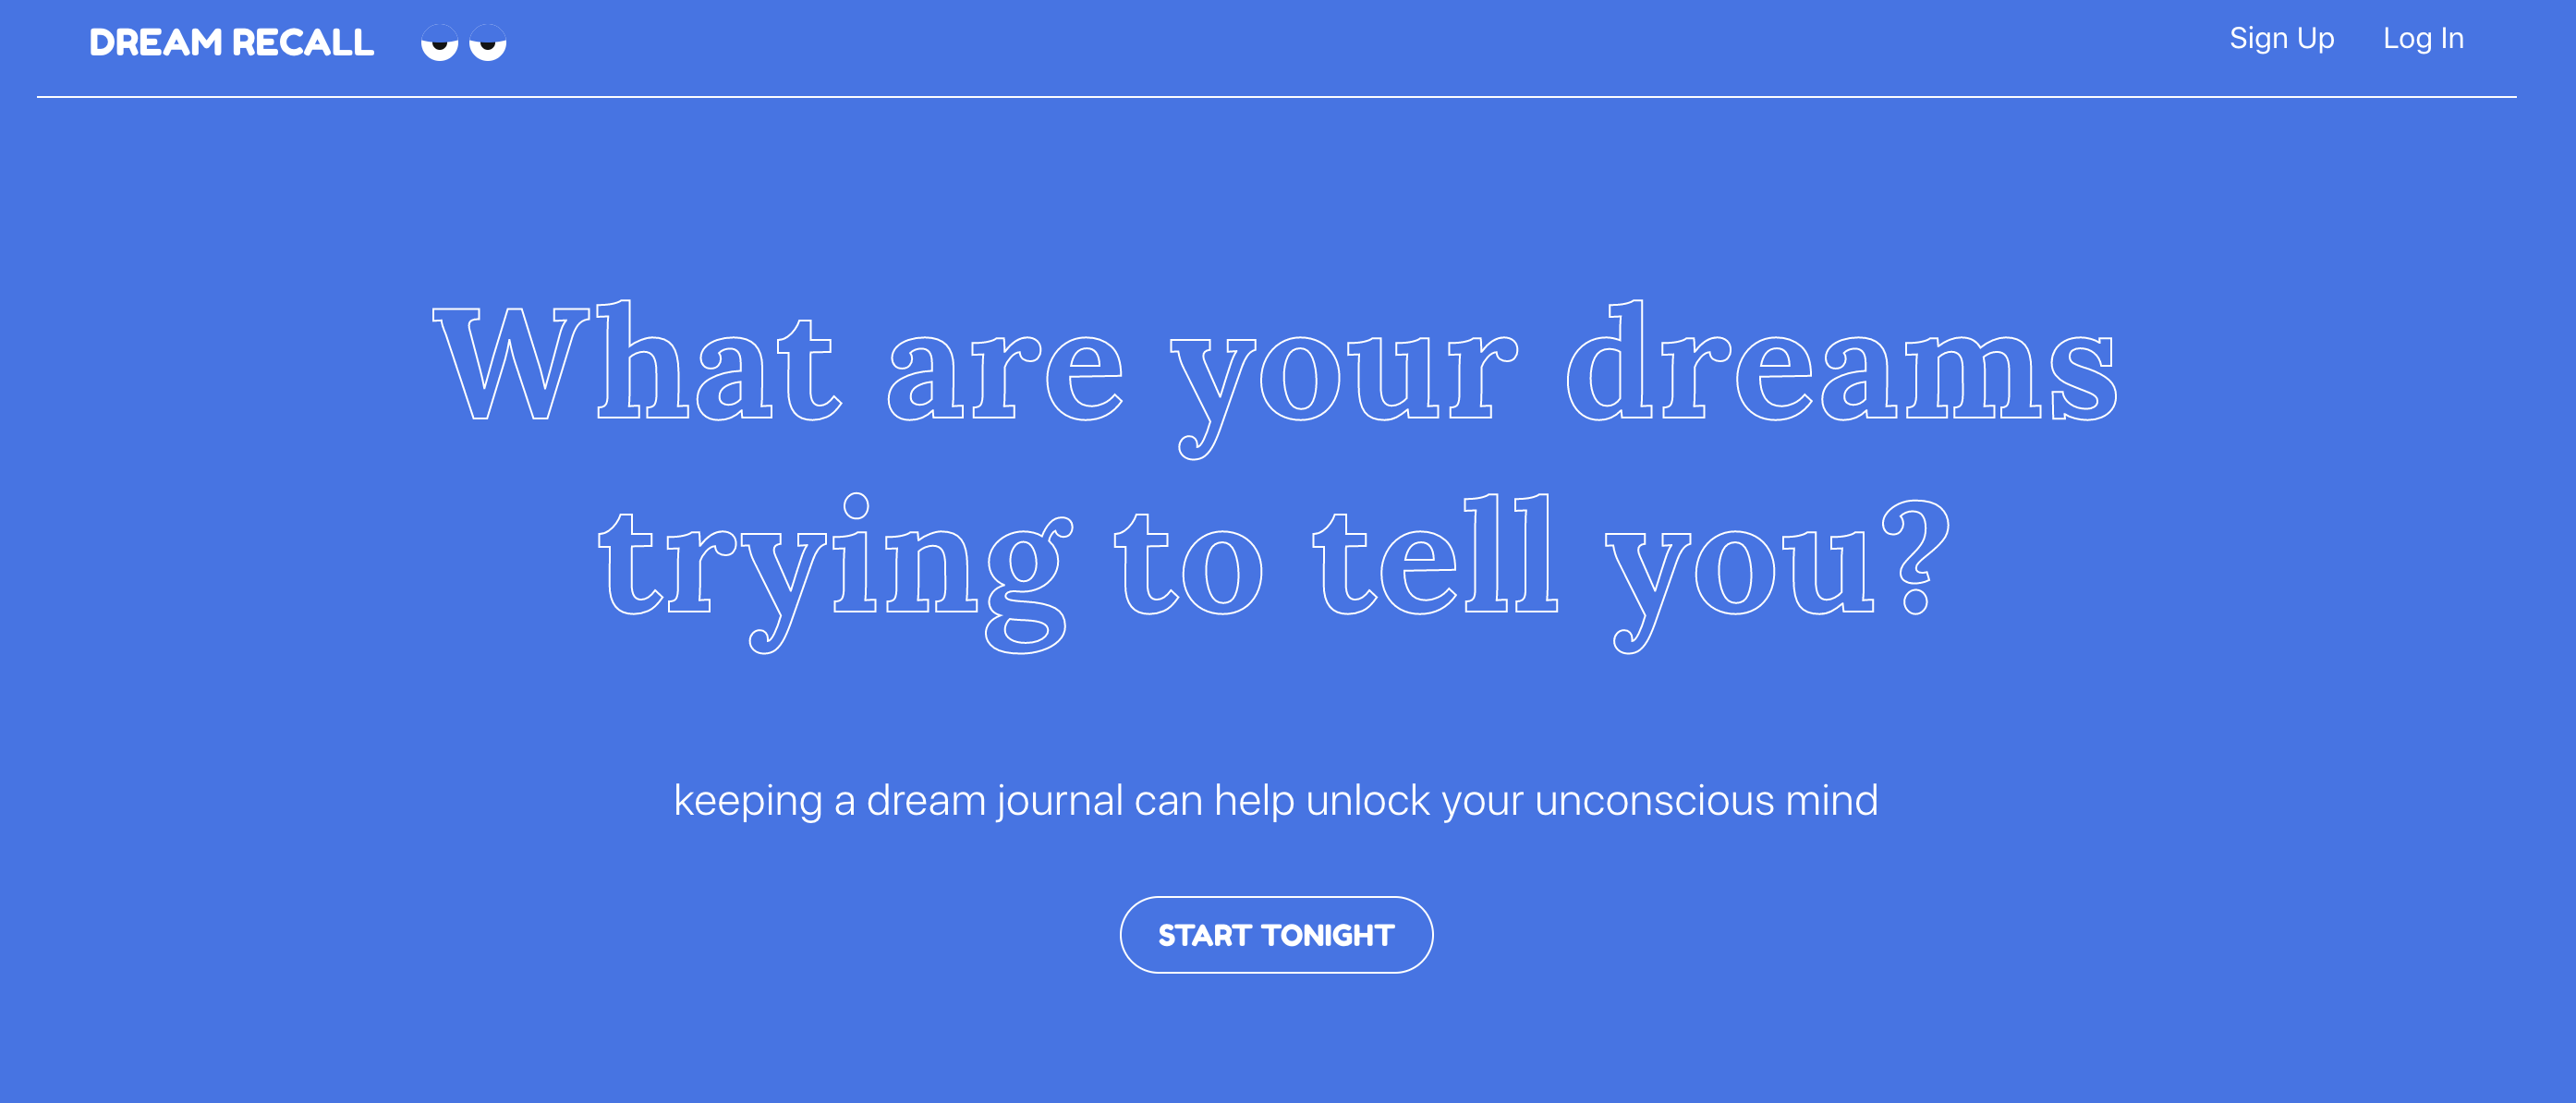 DREAM RECALL
Sign Up
Log In
What are your dreams
trying to tell you?
keeping a dream journal can help unlock your unconscious mind
START TONIGHT